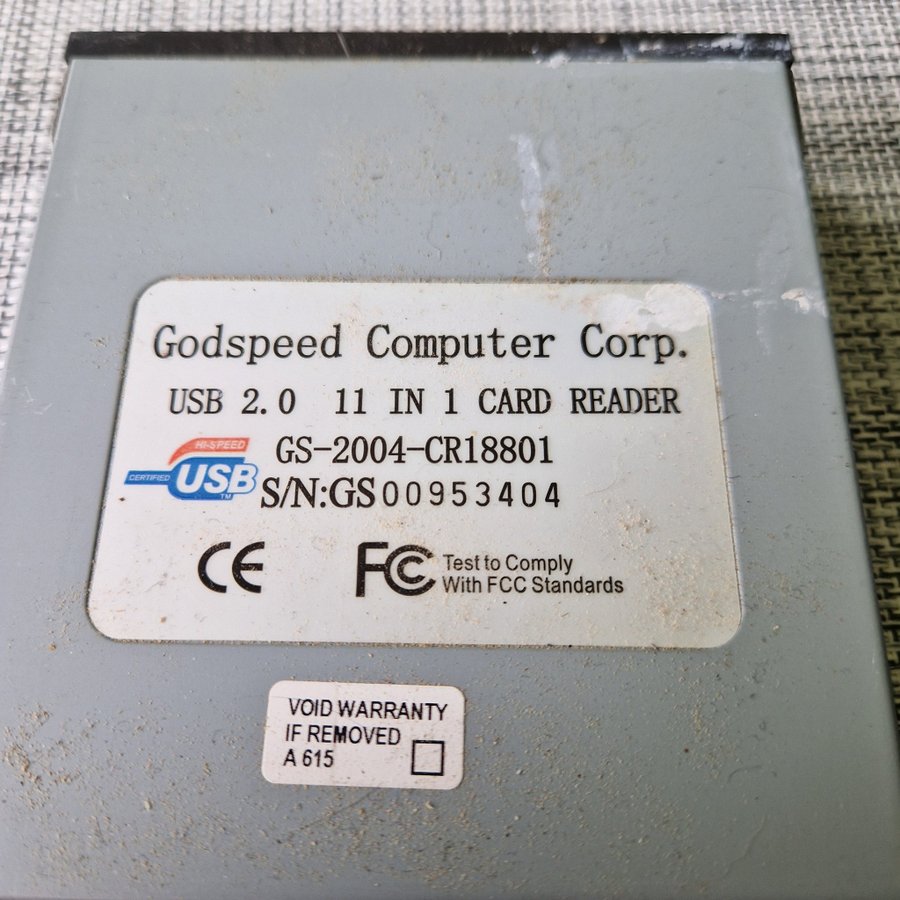 Godspeed Computer Corp.
USB 2.0 11 IN 1 CARD READER
HI-SPEED
CERTIFIED USB TM
GS-2004-CR18801
S/N:GS00953404
CE FC Test to Comply
With FCC Standards
VOID WARRANTY
IF REMOVED
A 615